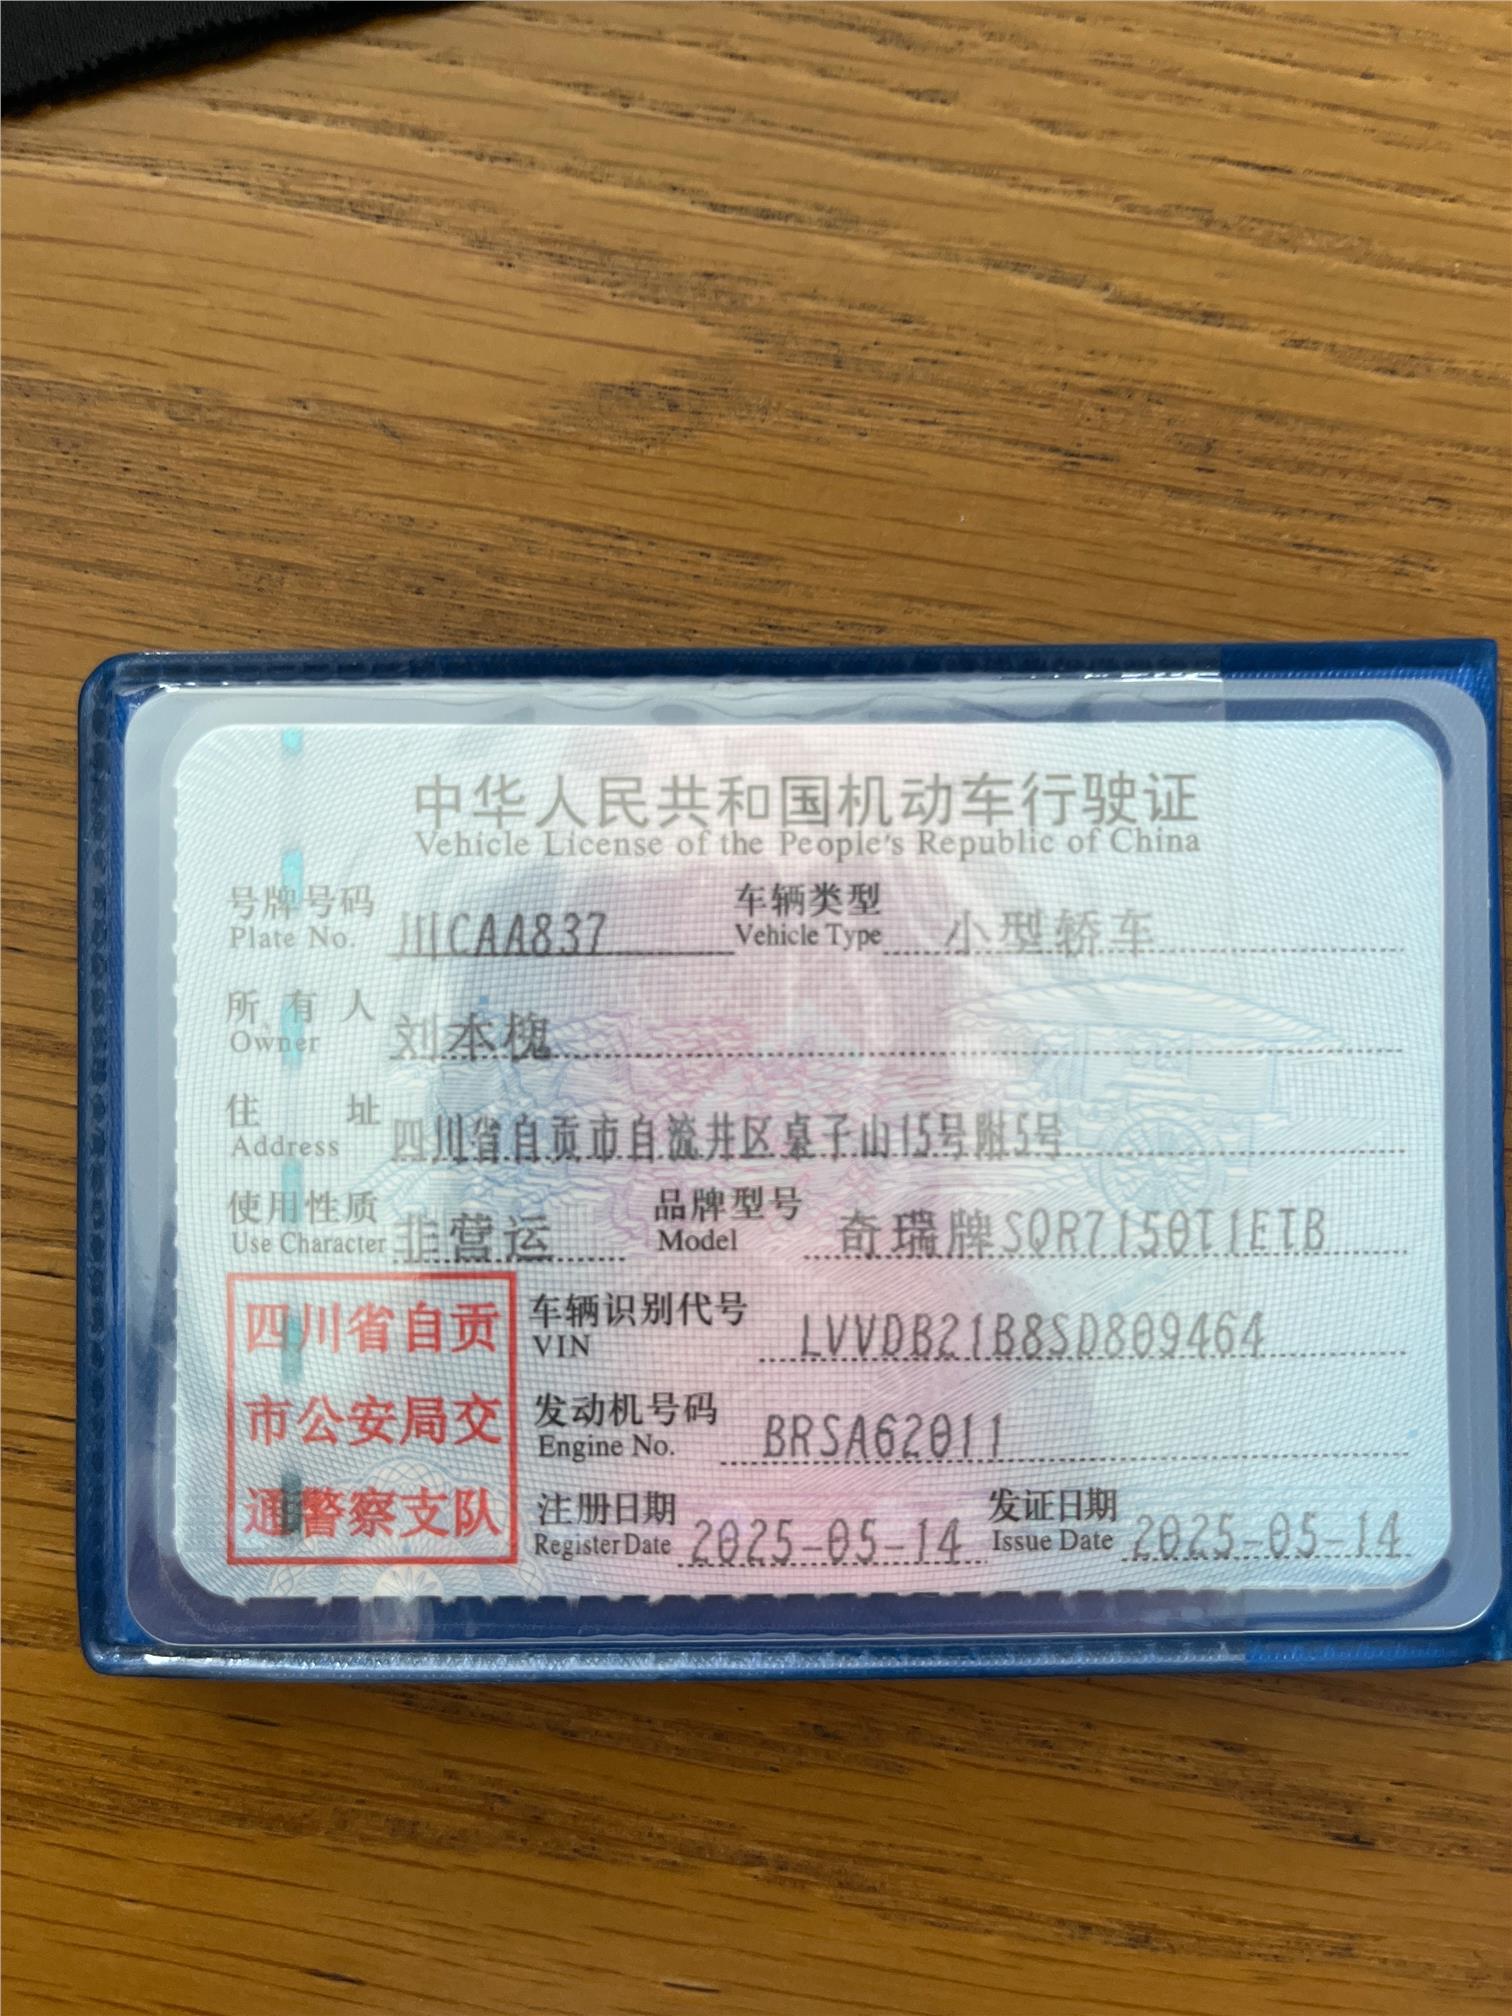 中华人民共和国机动车行驶证
Vehicle License of the People's Republic of China
号牌号码 川CAA837 车辆类型 小型轿车
Plate No. Vehicle Type
所有人 刘本槐
Owner
住址 四川省自贡市自流井区桌子山15号附5号
Address
使用性质 非营运 品牌型号 奇瑞牌SQR7150T1ETB
Use Character Model
四川省自贡
市公安局交
通警察支队
车辆识别代号 LVVDB21B8SD809464
VIN
发动机号码 BRSA62011
Engine No.
注册日期 2025-05-14 发证日期 2025-05-14
Register Date Issue Date